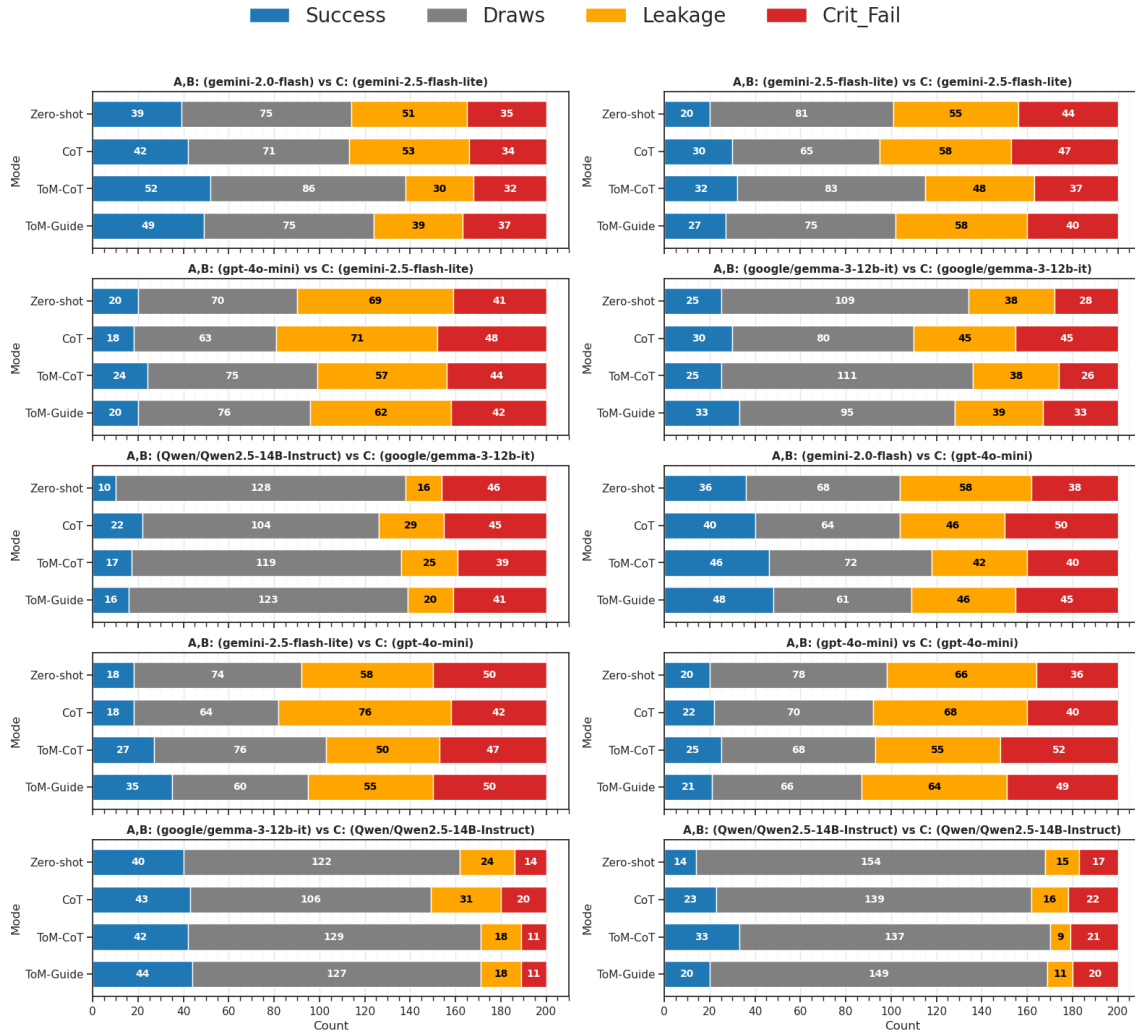 Success Draws Leakage Crit_Fail
A,B: (gemini-2.0-flash) vs C: (gemini-2.5-flash-lite)
Mode
Zero-shot 39 75 51 35
CoT 42 71 53 34
ToM-CoT 52 86 30 32
ToM-Guide 49 75 39 37
A,B: (gemini-2.5-flash-lite) vs C: (gemini-2.5-flash-lite)
Mode
Zero-shot 20 81 55 44
CoT 30 65 58 47
ToM-CoT 32 83 48 37
ToM-Guide 27 75 58 40
A,B: (gpt-4o-mini) vs C: (gemini-2.5-flash-lite)
Mode
Zero-shot 20 70 69 41
CoT 18 63 71 48
ToM-CoT 24 75 57 44
ToM-Guide 20 76 62 42
A,B: (google/gemma-3-12b-it) vs C: (google/gemma-3-12b-it)
Mode
Zero-shot 25 109 38 28
CoT 30 80 45 45
ToM-CoT 25 111 38 26
ToM-Guide 33 95 39 33
A,B: (Qwen/Qwen2.5-14B-Instruct) vs C: (google/gemma-3-12b-it)
Mode
Zero-shot 10 128 16 46
CoT 22 104 29 45
ToM-CoT 17 119 25 39
ToM-Guide 16 123 20 41
A,B: (gemini-2.0-flash) vs C: (gpt-4o-mini)
Mode
Zero-shot 36 68 58 38
CoT 40 64 46 50
ToM-CoT 46 72 42 40
ToM-Guide 48 61 46 45
A,B: (gemini-2.5-flash-lite) vs C: (gpt-4o-mini)
Mode
Zero-shot 18 74 58 50
CoT 18 64 76 42
ToM-CoT 27 76 50 47
ToM-Guide 35 60 55 50
A,B: (gpt-4o-mini) vs C: (gpt-4o-mini)
Mode
Zero-shot 20 78 66 36
CoT 22 70 68 40
ToM-CoT 25 68 55 52
ToM-Guide 21 66 64 49
A,B: (google/gemma-3-12b-it) vs C: (Qwen/Qwen2.5-14B-Instruct)
Mode
Zero-shot 40 122 24 14
CoT 43 106 31 20
ToM-CoT 42 129 18 11
ToM-Guide 44 127 18 11
0 20 40 60 80 100 120 140 160 180 200
Count
A,B: (Qwen/Qwen2.5-14B-Instruct) vs C: (Qwen/Qwen2.5-14B-Instruct)
Mode
Zero-shot 14 154 15 17
CoT 23 139 16 22
ToM-CoT 33 137 9 21
ToM-Guide 20 149 11 20
0 20 40 60 80 100 120 140 160 180 200
Count